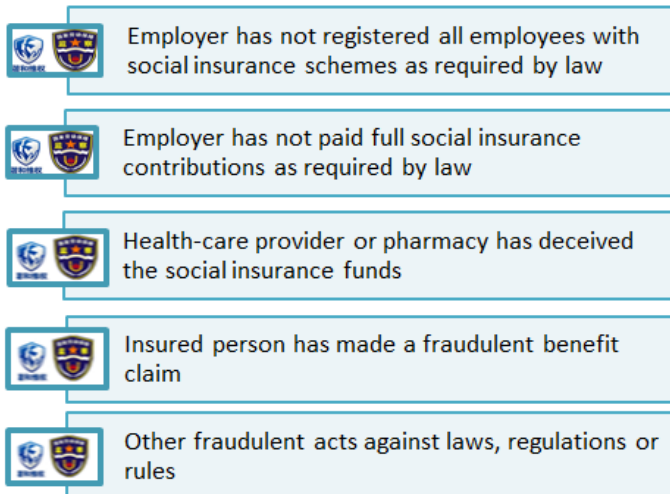 Employer has not registered all employees with
social insurance schemes as required by law
Employer has not paid full social insurance
contributions as required by law
Health-care provider or pharmacy has deceived
the social insurance funds
Insured person has made a fraudulent benefit
claim
Other fraudulent acts against laws, regulations or
rules